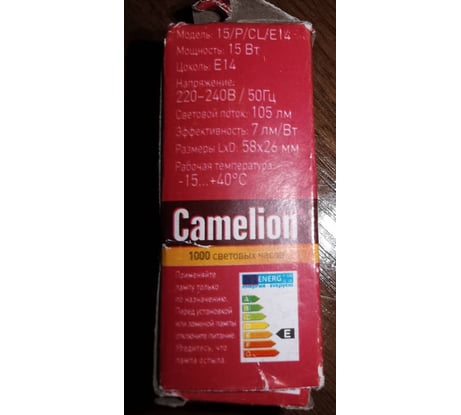 Модель: 15/P/CL/E14
Мощность: 15 Вт
Цоколь: E14
Напряжение:
220-240В / 50Гц
Световой поток: 105 лм
Эффективность: 7 лм/Вт
Размеры LxD: 58x26 мм
Рабочая температура:
-15...+40°C
Camelion
1000 световых часов
Применяйте
лампу только
по назначению.
Перед установкой
или заменой лампы
отключите питание.
Убедитесь, что
лампа остыла.
ENERG
A
B
C
D
E
F
G
E